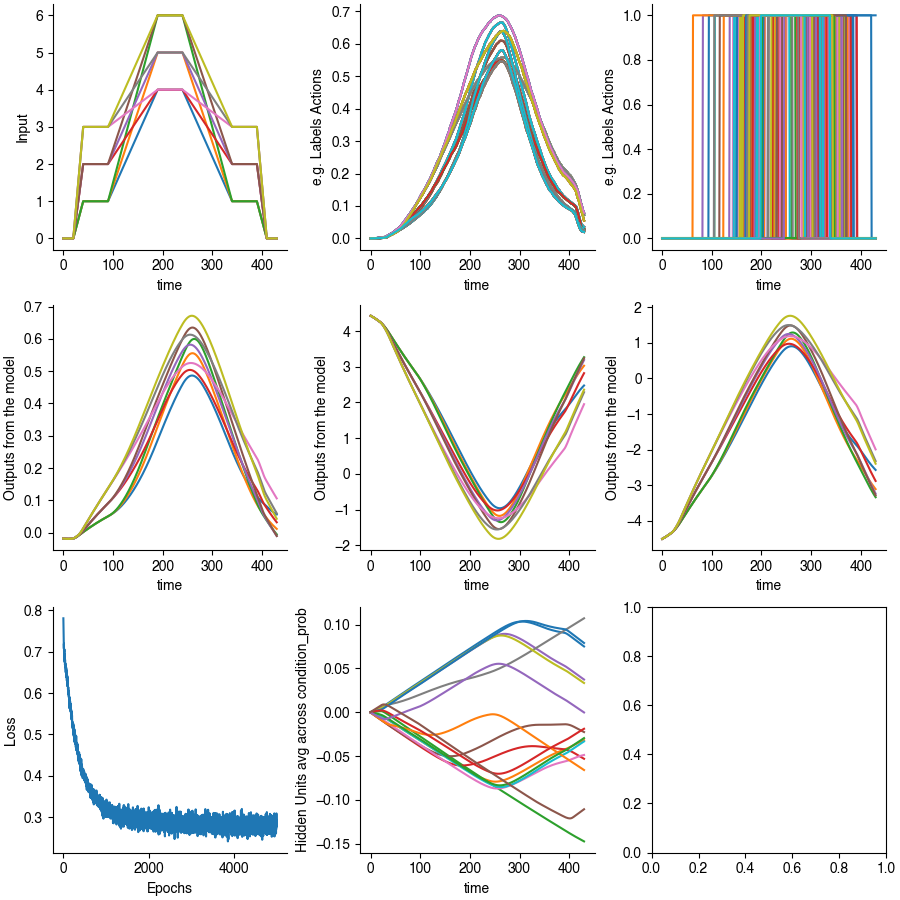 6
5
4
3
2
1
0
Input
0 100 200 300 400
time
0.7
0.6
0.5
0.4
0.3
0.2
0.1
0.0
e.g. Labels Actions
0 100 200 300 400
time
1.0
0.8
0.6
0.4
0.2
0.0
e.g. Labels Actions
0 100 200 300 400
time
0.7
0.6
0.5
0.4
0.3
0.2
0.1
0.0
Outputs from the model
0 100 200 300 400
time
4
3
2
1
0
−1
−2
Outputs from the model
0 100 200 300 400
time
2
1
0
−1
−2
−3
−4
Outputs from the model
0 100 200 300 400
time
0.8
0.7
0.6
0.5
0.4
0.3
Loss
0 2000 4000
Epochs
0.10
0.05
0.00
−0.05
−0.10
−0.15
Hidden Units avg across condition_prob
0 100 200 300 400
time
1.0
0.8
0.6
0.4
0.2
0.0
0.0 0.2 0.4 0.6 0.8 1.0